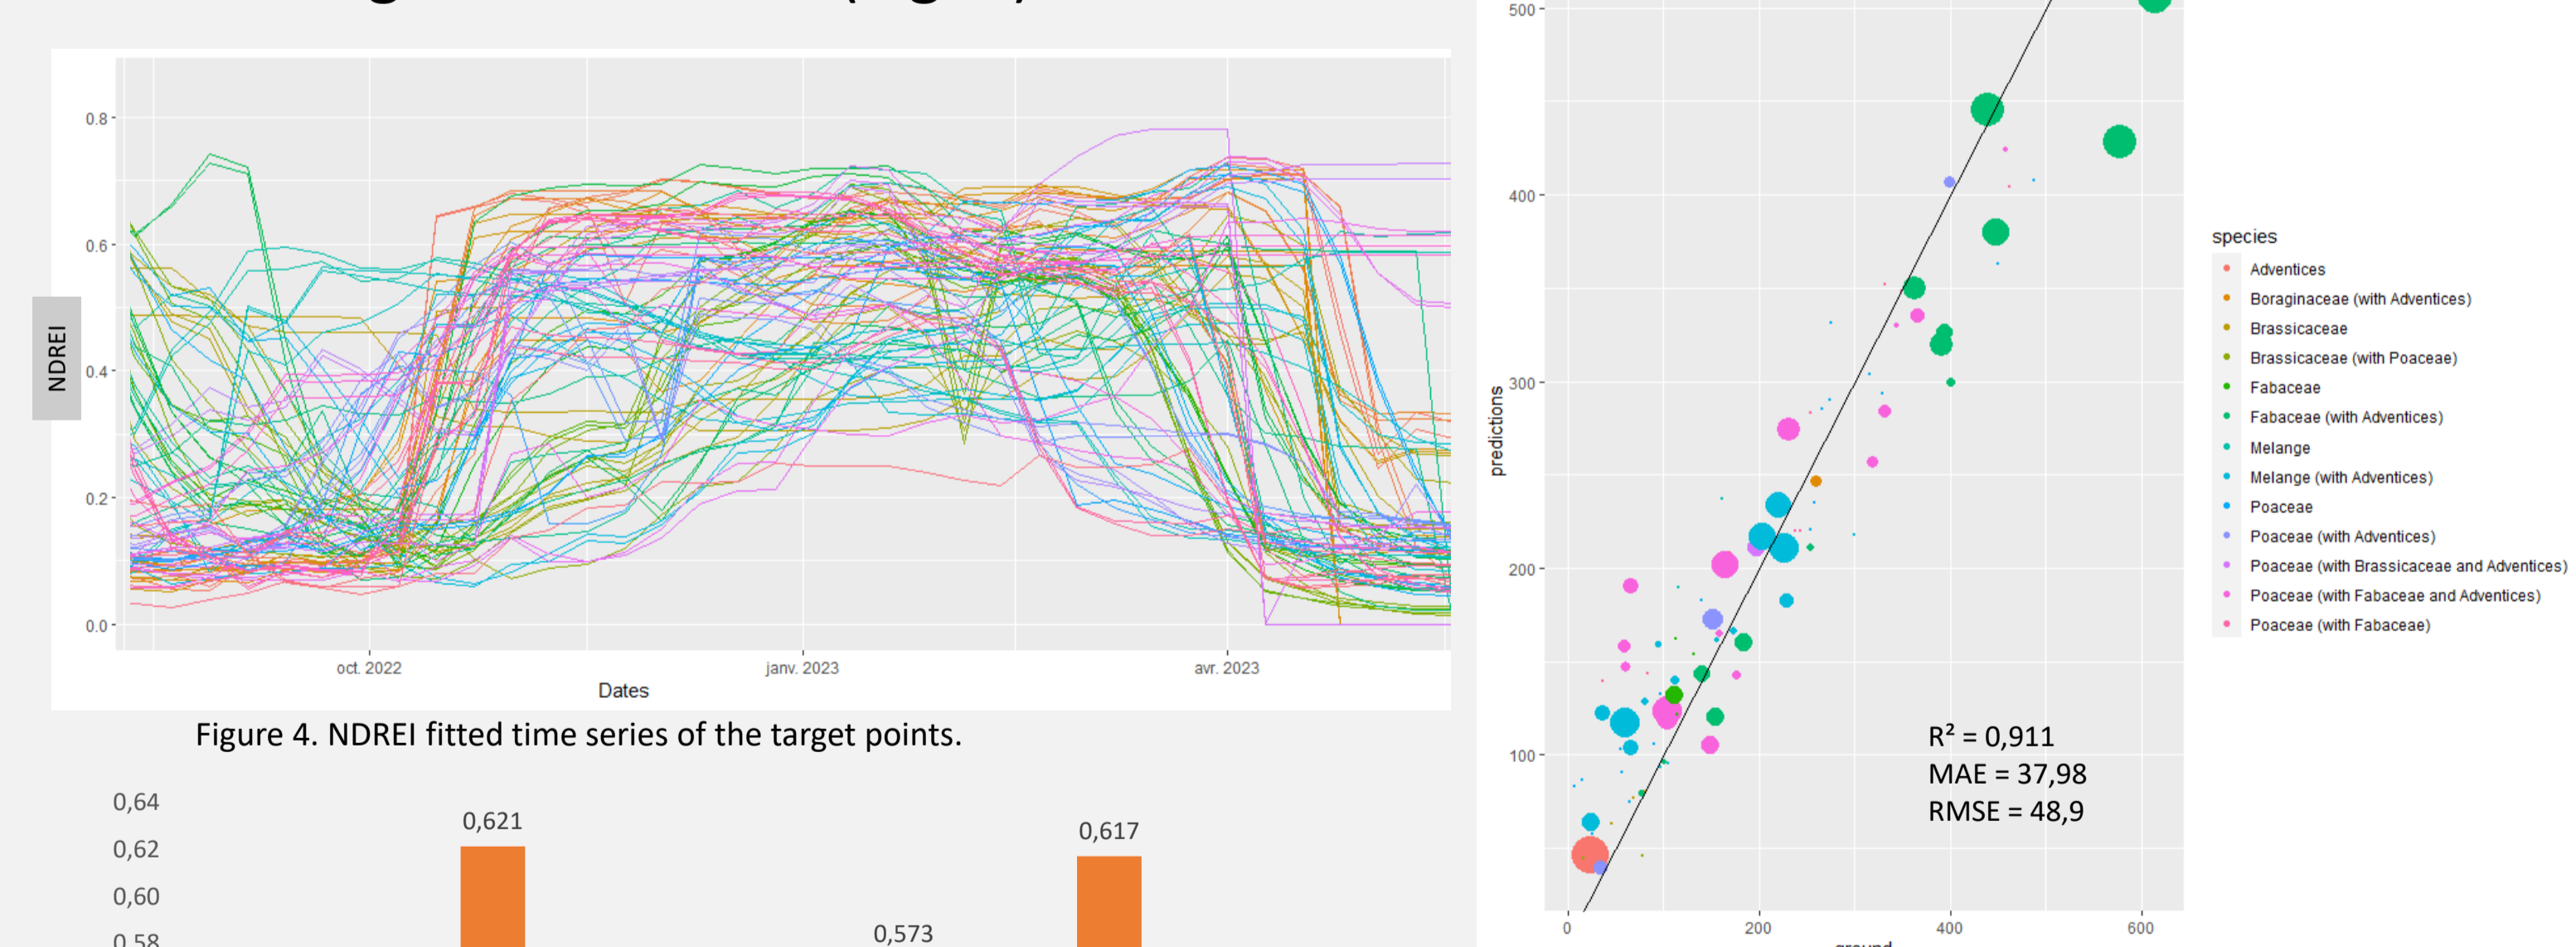 0.8
0.6
0.4
0.2
0.0
NDREI
oct. 2022
janv. 2023
avr. 2023
Dates
Figure 4. NDREI fitted time series of the target points.
0,64
0,62
0,60
0,58
0,621
0,573
0,617
500
400
300
200
100
predictions
0
200
400
600
ground
R² = 0,911
MAE = 37,98
RMSE = 48,9
species
Adventices
Boraginaceae (with Adventices)
Brassicaceae
Brassicaceae (with Poaceae)
Fabaceae
Fabaceae (with Adventices)
Melange
Melange (with Adventices)
Poaceae
Poaceae (with Adventices)
Poaceae (with Brassicaceae and Adventices)
Poaceae (with Fabaceae and Adventices)
Poaceae (with Fabaceae)